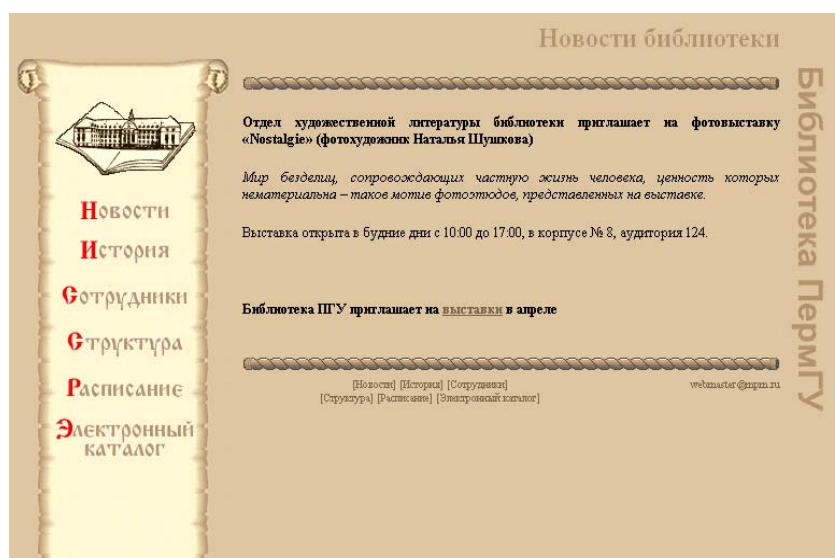 Новости библиотеки
Библиотека ПермГУ
Новости
История
Сотрудники
Структура
Расписание
Электронный
каталог
Отдел художественной литературы библиотеки приглашает на фотовыставку
«Nostalgie» (фотохудожник Наталья Шушкова)
Мир безделиц, сопровождающих частную жизнь человека, ценность которых
нематериальна – таков мотив фотоэтюдов, представленных на выставке.
Выставка открыта в будние дни с 10:00 до 17:00, в корпусе № 8, аудитория 124.
Библиотека ПГУ приглашает на выставки в апреле
[Новости] [История] [Сотрудники]
[Структура] [Расписание] [Электронный каталог]
webmaster@mpm.ru